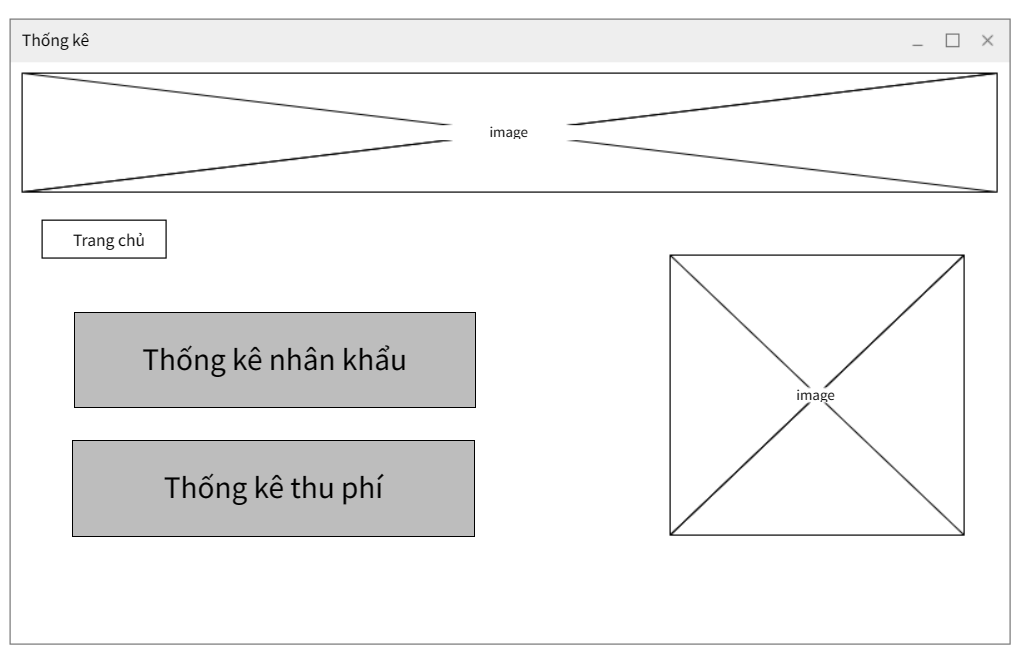 Thống kê
image
Trang chủ
Thống kê nhân khẩu
image
Thống kê thu phí